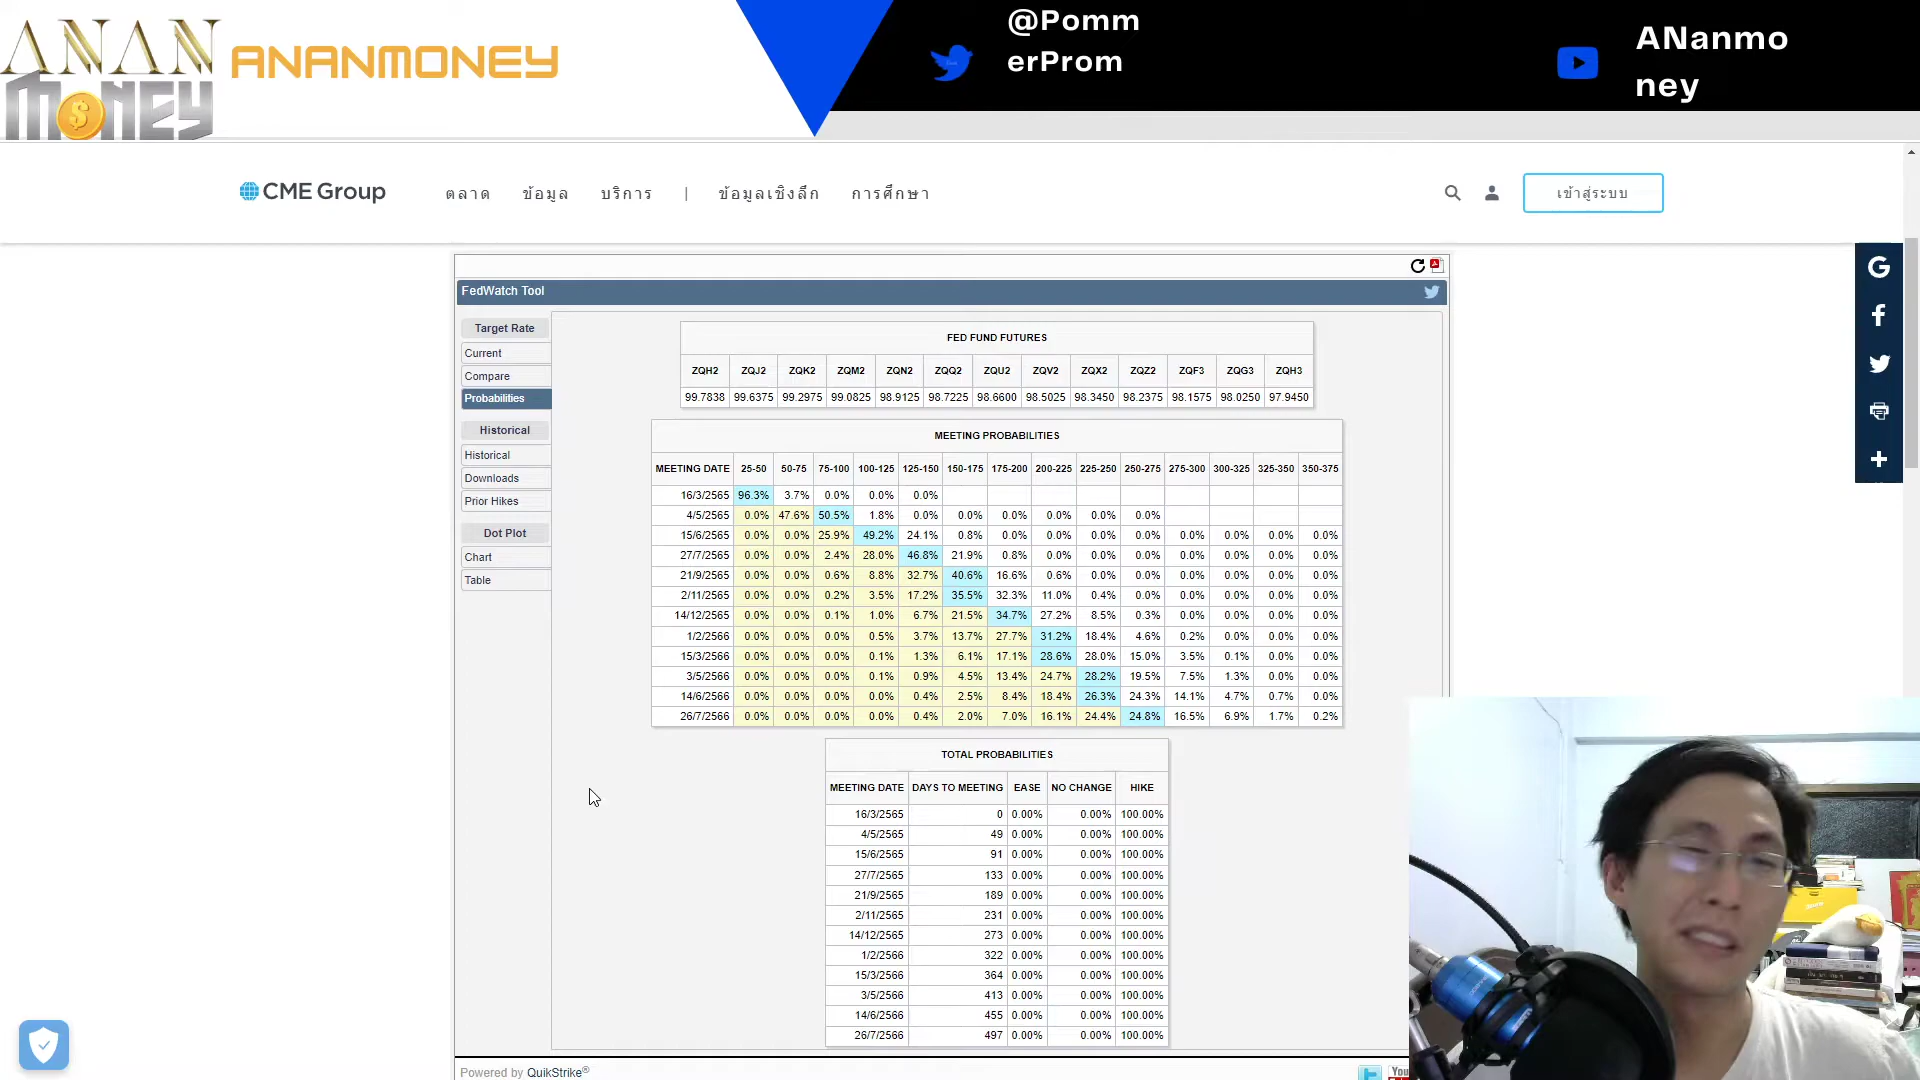 ANAN
MONEY
ANANMONEY
@Pomm
erProm
ANanmo
ney
CME Group
ตลาด ข้อมูล บริการ | ข้อมูลเชิงลึก การศึกษา
เข้าสู่ระบบ
FedWatch Tool
Target Rate
Current
Compare
Probabilities
Historical
Historical
Downloads
Prior Hikes
Dot Plot
Chart
Table
FED FUND FUTURES
ZQH2 ZQJ2 ZQK2 ZQM2 ZQN2 ZQQ2 ZQU2 ZQV2 ZQX2 ZQZ2 ZQF3 ZQG3 ZQH3
99.7838 99.6375 99.2975 99.0825 98.9125 98.7225 98.6600 98.5025 98.3450 98.2375 98.1575 98.0250 97.9450
MEETING PROBABILITIES
MEETING DATE 25-50 50-75 75-100 100-125 125-150 150-175 175-200 200-225 225-250 250-275 275-300 300-325 325-350 350-375
16/3/2565 96.3% 3.7% 0.0% 0.0% 0.0%
4/5/2565 0.0% 47.6% 50.5% 1.8% 0.0% 0.0% 0.0% 0.0% 0.0% 0.0%
15/6/2565 0.0% 0.0% 25.9% 49.2% 24.1% 0.8% 0.0% 0.0% 0.0% 0.0% 0.0% 0.0% 0.0% 0.0%
27/7/2565 0.0% 0.0% 2.4% 28.0% 46.8% 21.9% 0.8% 0.0% 0.0% 0.0% 0.0% 0.0% 0.0% 0.0%
21/9/2565 0.0% 0.0% 0.6% 8.8% 32.7% 40.6% 16.6% 0.6% 0.0% 0.0% 0.0% 0.0% 0.0% 0.0%
2/11/2565 0.0% 0.0% 0.2% 3.5% 17.2% 35.5% 32.3% 11.0% 0.4% 0.0% 0.0% 0.0% 0.0% 0.0%
14/12/2565 0.0% 0.0% 0.1% 1.0% 6.7% 21.5% 34.7% 27.2% 8.5% 0.3% 0.0% 0.0% 0.0% 0.0%
1/2/2566 0.0% 0.0% 0.0% 0.5% 3.7% 13.7% 27.7% 31.2% 18.4% 4.6% 0.2% 0.0% 0.0% 0.0%
15/3/2566 0.0% 0.0% 0.0% 0.1% 1.3% 6.1% 17.1% 28.6% 28.0% 15.0% 3.5% 0.1% 0.0% 0.0%
3/5/2566 0.0% 0.0% 0.0% 0.1% 0.9% 4.5% 13.4% 24.7% 28.2% 19.5% 7.5% 1.3% 0.0% 0.0%
14/6/2566 0.0% 0.0% 0.0% 0.0% 0.4% 2.5% 8.4% 18.4% 26.3% 24.3% 14.1% 4.7% 0.7% 0.0%
26/7/2566 0.0% 0.0% 0.0% 0.0% 0.4% 2.0% 7.0% 16.1% 24.4% 24.8% 16.5% 6.9% 1.7% 0.2%
TOTAL PROBABILITIES
MEETING DATE DAYS TO MEETING EASE NO CHANGE HIKE
16/3/2565 0 0.00% 0.00% 100.00%
4/5/2565 49 0.00% 0.00% 100.00%
15/6/2565 91 0.00% 0.00% 100.00%
27/7/2565 133 0.00% 0.00% 100.00%
21/9/2565 189 0.00% 0.00% 100.00%
2/11/2565 231 0.00% 0.00% 100.00%
14/12/2565 273 0.00% 0.00% 100.00%
1/2/2566 322 0.00% 0.00% 100.00%
15/3/2566 364 0.00% 0.00% 100.00%
3/5/2566 413 0.00% 0.00% 100.00%
14/6/2566 455 0.00% 0.00% 100.00%
26/7/2566 497 0.00% 0.00% 100.00%
Powered by QuikStrike®
You